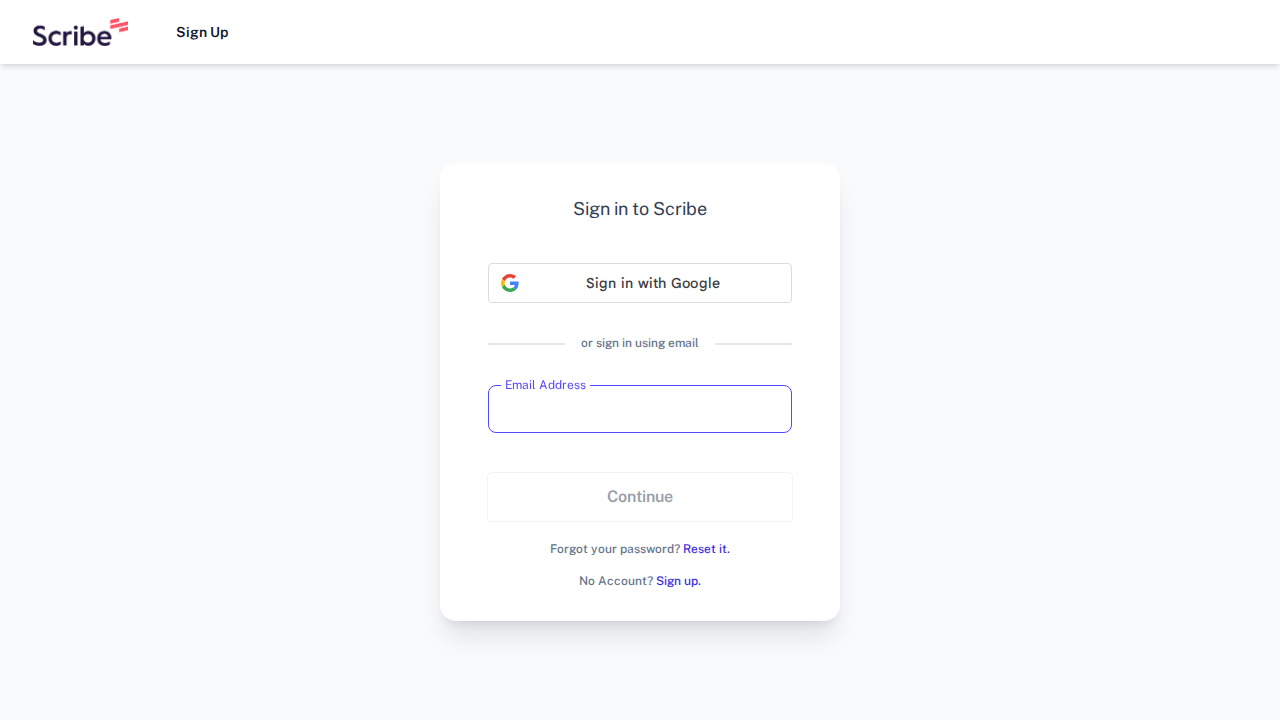 Scribe
Sign Up
Sign in to Scribe
Sign in with Google
or sign in using email
Email Address
Continue
Forgot your password? Reset it.
No Account? Sign up.